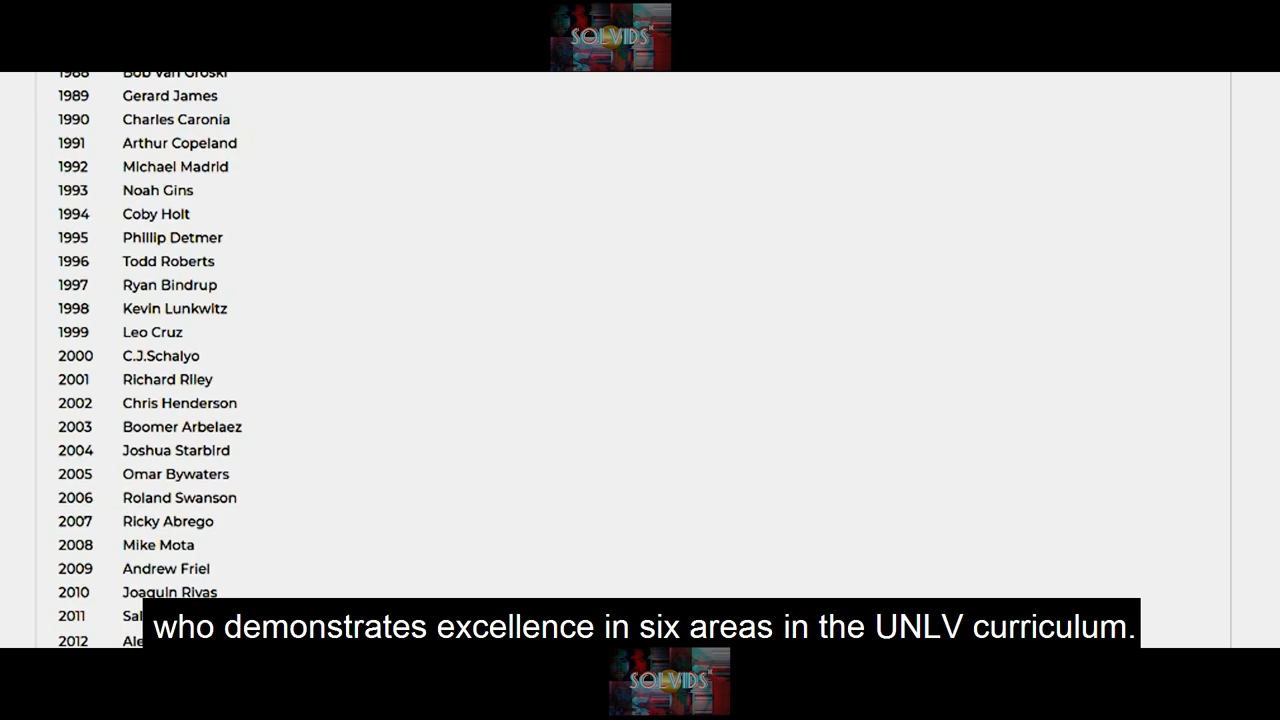 SOLVIDS
1988 Bob Van Groski
1989 Gerard James
1990 Charles Caronia
1991 Arthur Copeland
1992 Michael Madrid
1993 Noah Gins
1994 Coby Holt
1995 Phillip Detmer
1996 Todd Roberts
1997 Ryan Bindrup
1998 Kevin Lunkwitz
1999 Leo Cruz
2000 C.J.Schalyo
2001 Richard Riley
2002 Chris Henderson
2003 Boomer Arbelaez
2004 Joshua Starbird
2005 Omar Bywaters
2006 Roland Swanson
2007 Ricky Abrego
2008 Mike Mota
2009 Andrew Friel
2010 Joaquin Rivas
2011
2012
who demonstrates excellence in six areas in the UNLV curriculum.
SOLVIDS